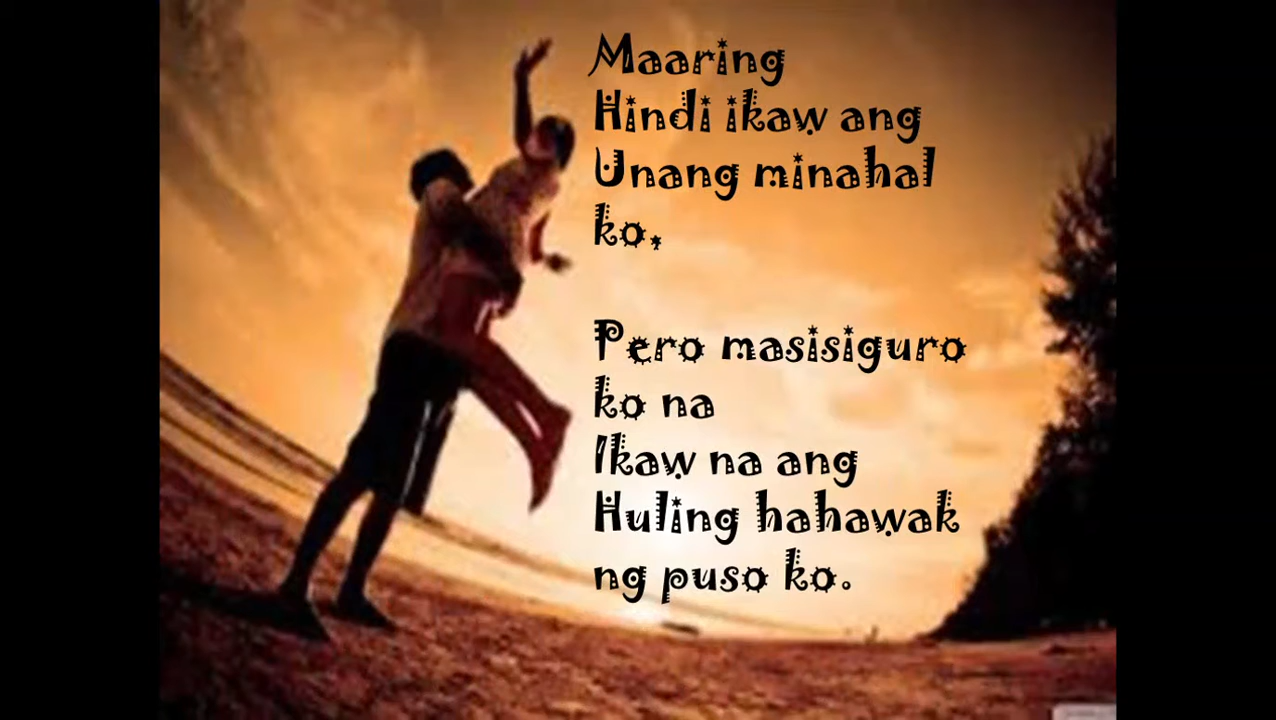 Maaring
Hindi ikaw ang
Unang minahal
ko,
Pero masisiguro
ko na
Ikaw na ang
Huling hahawak
ng puso ko.